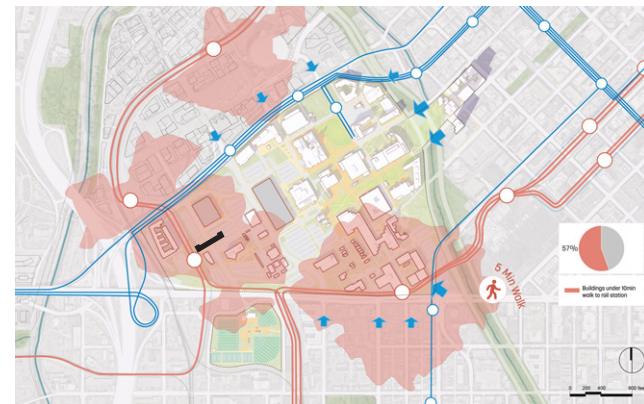 57%
5 Min Walk
Buildings under 10min
walk to rail station
0 200 400 800 feet